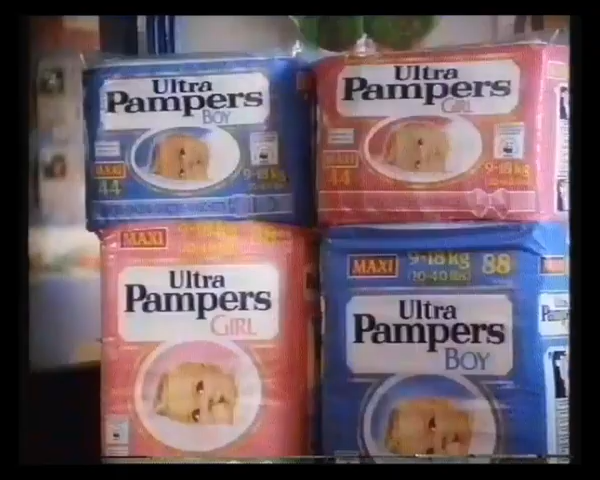 Ultra
Pampers
BOY
MAXI
44
9-18 kg
Ultra
Pampers
GIRL
MAXI
44
9-18 kg
MAXI
Ultra
Pampers
GIRL
MAXI
9-18 kg
(20-40 lbs)
88
Ultra
Pampers
BOY